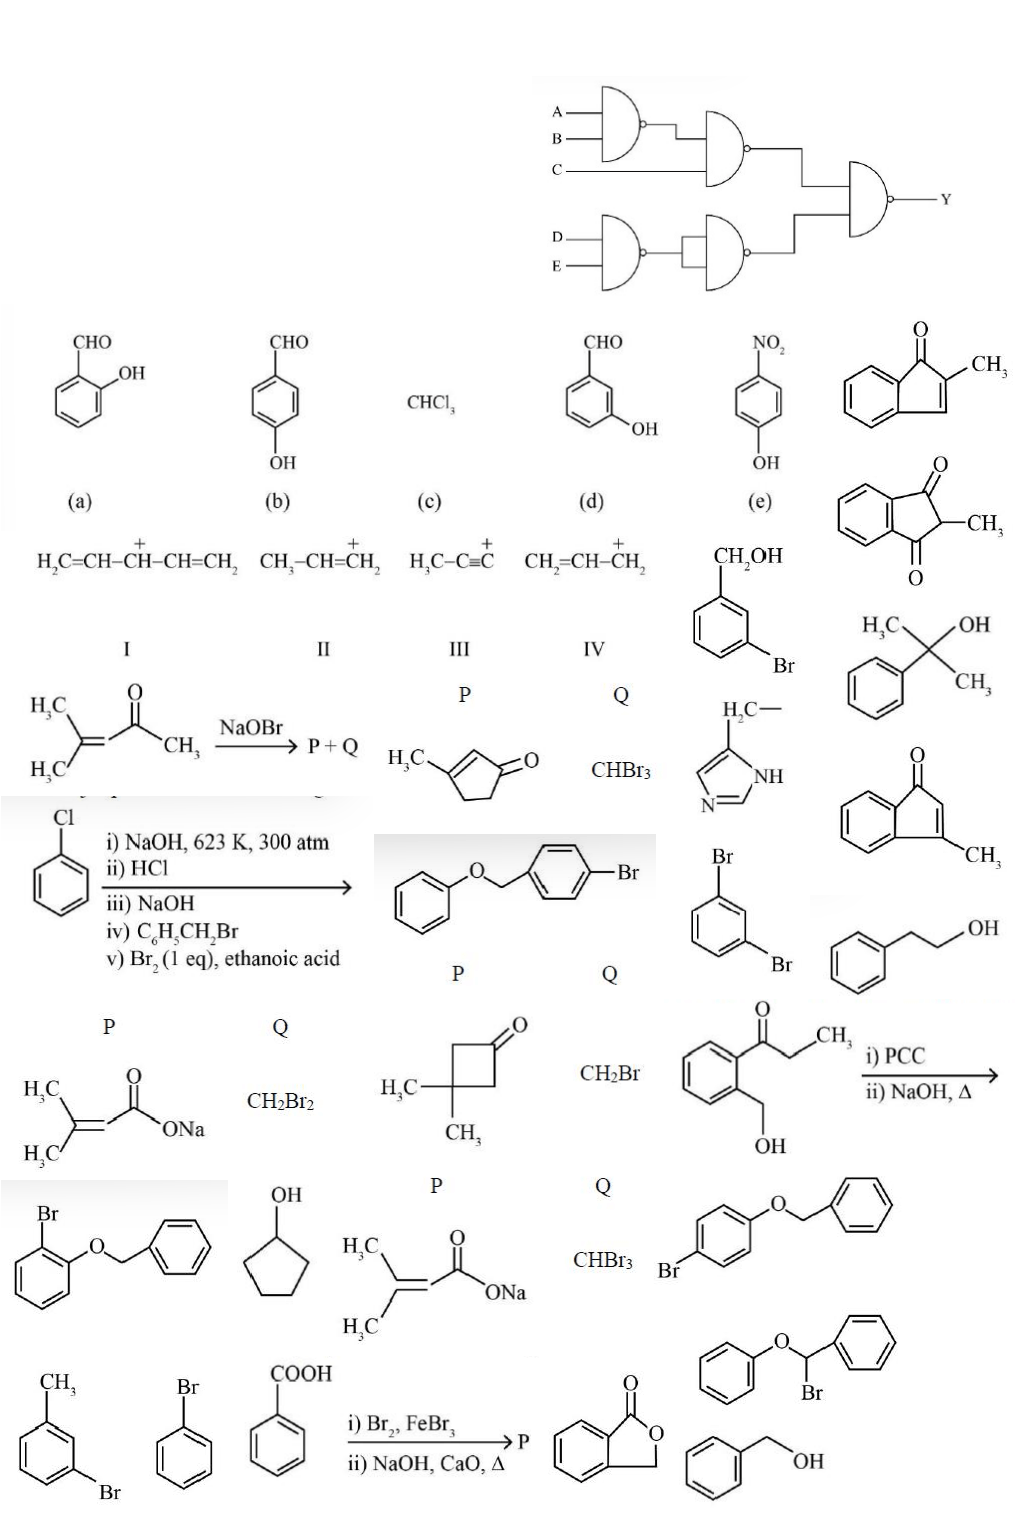 A
B
C
D
E
Y
CHO
OH
CHO
OH
CHCl₃
CHO
OH
NO₂
OH
O
CH₃
(a) (b) (c) (d) (e)
O
CH₃
O
H₂C=CH–CH–CH=CH₂ CH₃–CH=CH₂ H₃C–C≡C CH₂=CH–CH₂
+ + + +
CH₂OH
Br
I II III IV
H₃C OH
CH₃
P Q
H₃C
O
CH₃
H₃C
NaOBr
P + Q
H₃C
O
CHBr₃
H₂C—
NH
N
O
CH₃
Cl
i) NaOH, 623 K, 300 atm
ii) HCl
iii) NaOH
iv) C₆H₅CH₂Br
v) Br₂ (1 eq), ethanoic acid
O
Br
Br
Br
OH
P Q
P Q
H₃C
O
ONa
H₃C
CH₂Br₂
O
H₃C
CH₃
CH₂Br
O
CH₃
OH
i) PCC
ii) NaOH, Δ
P Q
Br
O
OH
H₃C
O
ONa
H₃C
CHBr₃
O
Br
O
Br
CH₃
Br
Br
COOH
i) Br₂, FeBr₃
ii) NaOH, CaO, Δ
P
O
O
OH